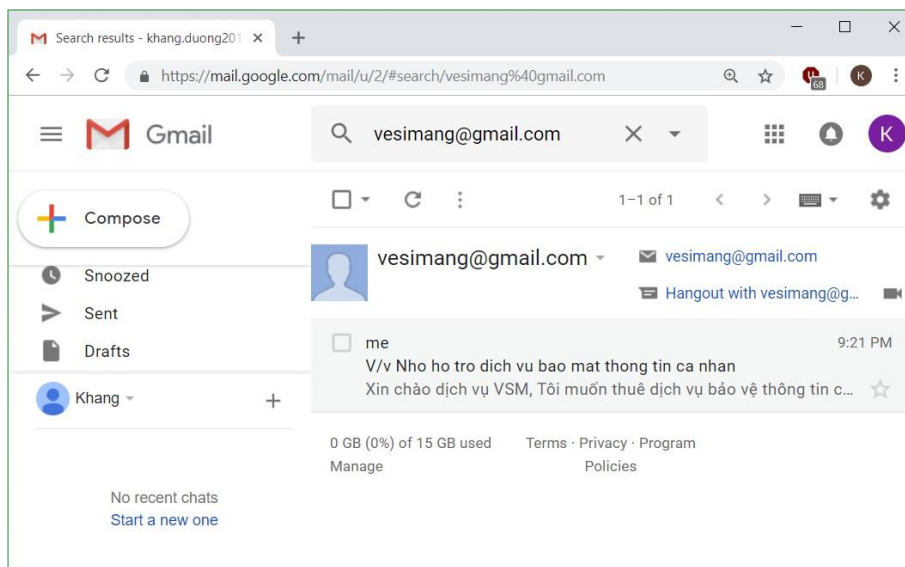 Search results - khang.duong201
https://mail.google.com/mail/u/2/#search/vesimang%40gmail.com
68
K
Gmail
vesimang@gmail.com
K
Compose
1–1 of 1
Snoozed
Sent
Drafts
vesimang@gmail.com
vesimang@gmail.com
Hangout with vesimang@g...
me
9:21 PM
V/v Nho ho tro dich vu bao mat thong tin ca nhan
Xin chào dịch vụ VSM, Tôi muốn thuê dịch vụ bảo vệ thông tin c...
Khang
0 GB (0%) of 15 GB used
Manage
Terms · Privacy · Program
Policies
No recent chats
Start a new one